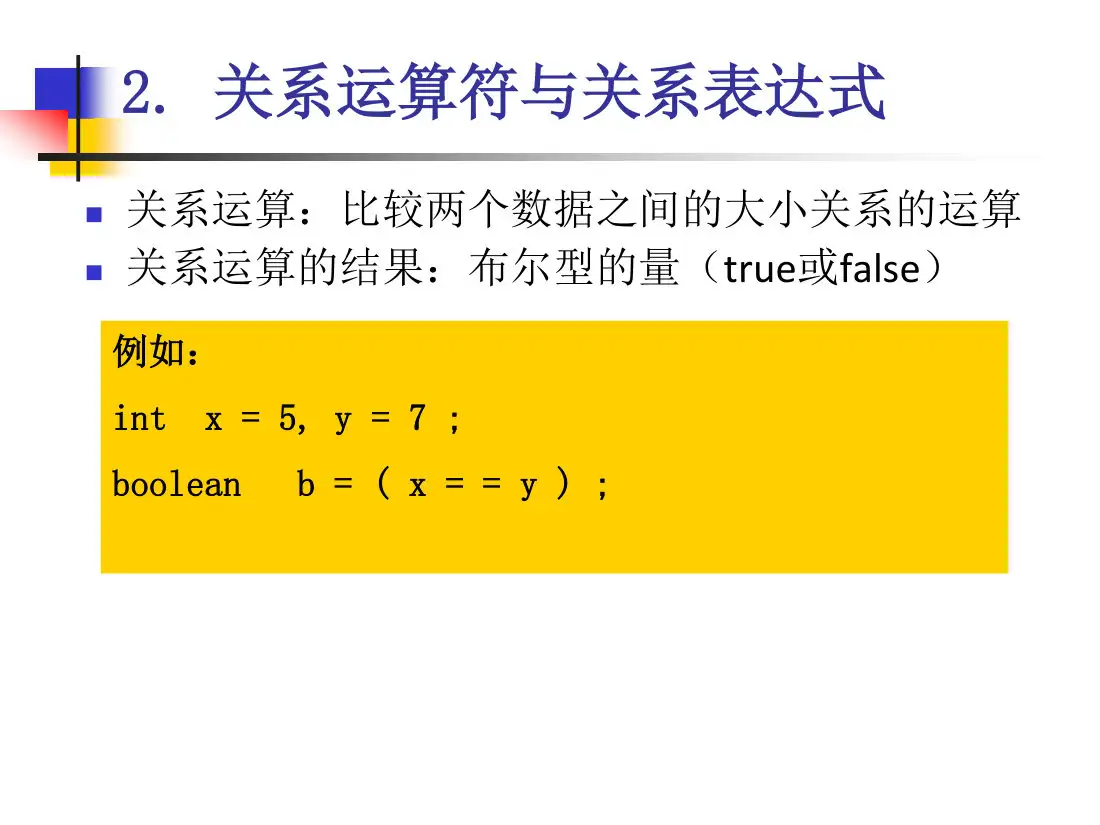 2. 关系运算符与关系表达式
关系运算：比较两个数据之间的大小关系的运算
关系运算的结果：布尔型的量（true或false）
例如：
int  x = 5, y = 7 ;
boolean   b = ( x = = y ) ;